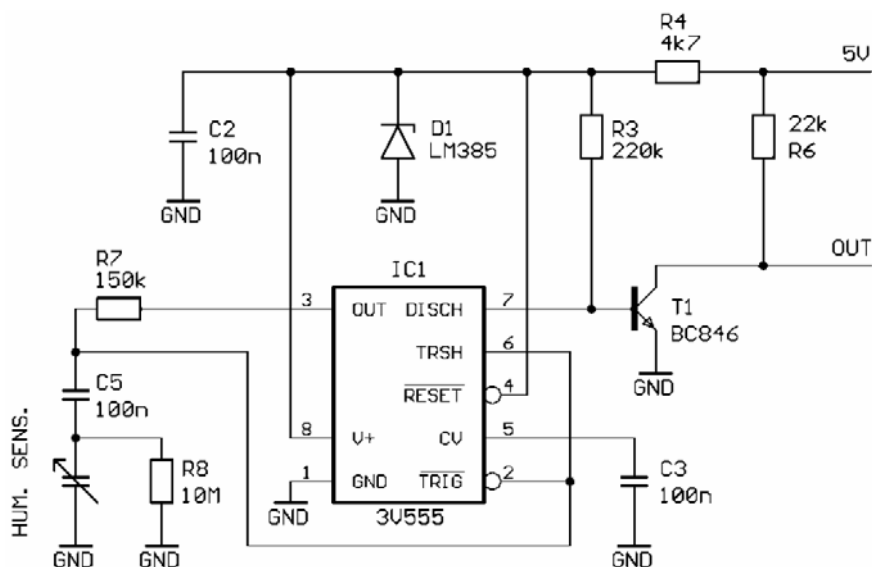 R4
4k7
5V
C2
100n
D1
LM385
R3
220k
22k
R6
GND
GND
OUT
R7
150k
IC1
3
OUT
DISCH
7
T1
BC846
TRSH
6
GND
C5
100n
RESET
4
HUM. SENS.
8
V+
CV
5
R8
10M
1
GND
TRIG
2
C3
100n
GND
3V555
GND
GND
GND